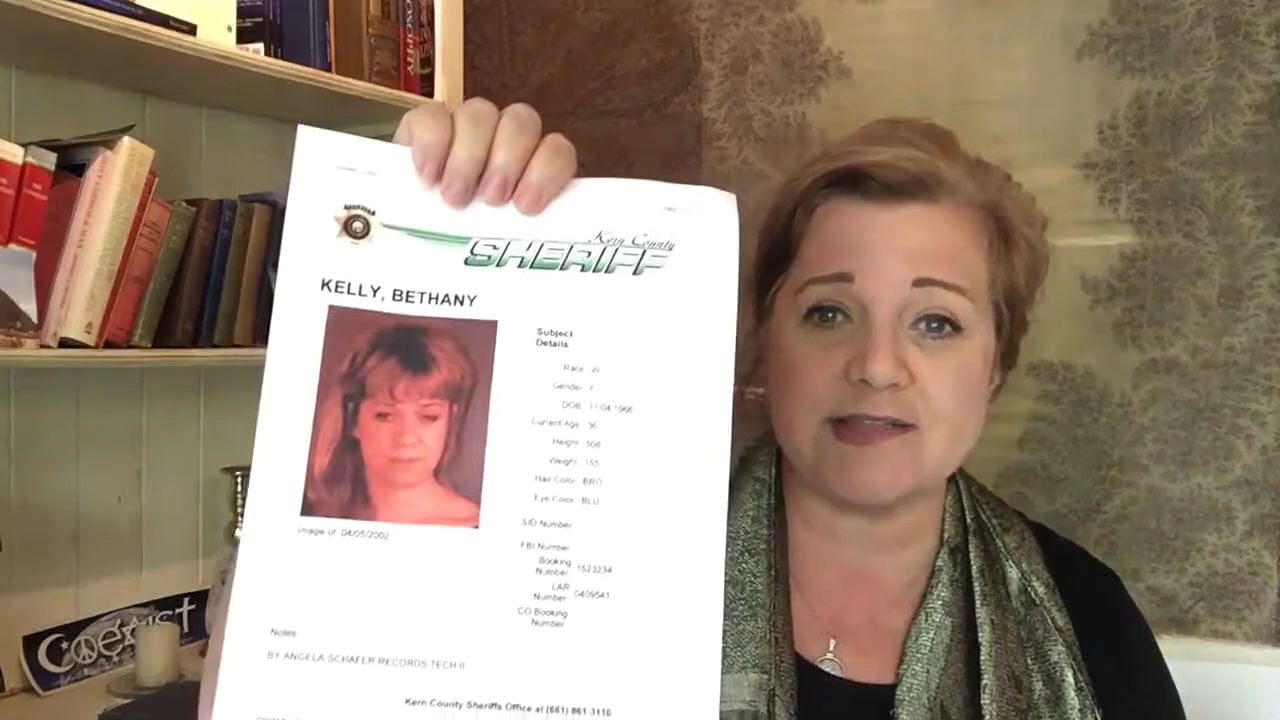 OSOPHY
Kern County
SHERIFF
KELLY, BETHANY
Subject
Details
Race W
Gender f
DOB 11/04/1966
Current Age 36
Height 508
Weight 155
Hair Color BRO
Eye Color BLU
Image of 04/05/2002
SID Number
FBI Number
Booking
Number 1523234
LAR
Number 0409541
CO Booking
Number
Notes
BY ANGELA SCHAFER RECORDS TECH II
Kern County Sheriffs Office at (661) 861-3110
Coexist